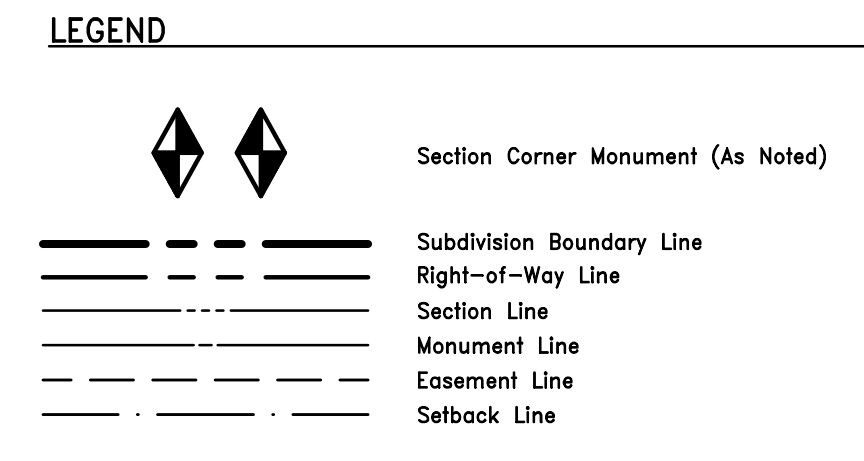 LEGEND
Section Corner Monument (As Noted)
Subdivision Boundary Line
Right-of-Way Line
Section Line
Monument Line
Easement Line
Setback Line